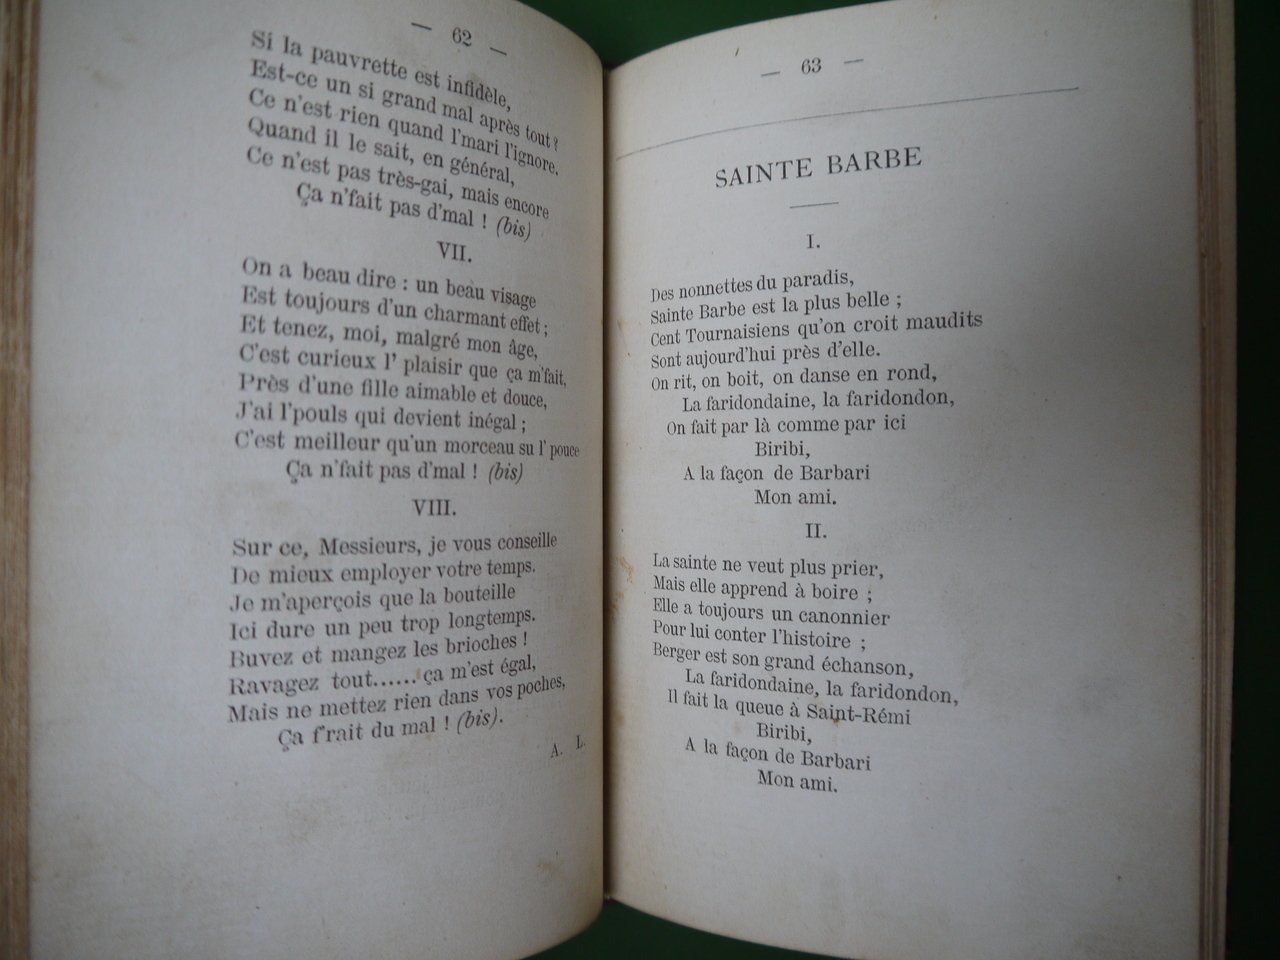 — 62 —
Si la pauvrette est infidèle,
Est-ce un si grand mal après tout ?
Ce n'est rien quand l'mari l'ignore.
Quand il le sait, en général,
Ce n'est pas très-gai, mais encore
Ça n'fait pas d'mal ! (bis)
VII.
On a beau dire : un beau visage
Est toujours d'un charmant effet ;
Et tenez, moi, malgré mon âge,
C'est curieux l' plaisir que ça m'fait,
Près d'une fille aimable et douce,
J'ai l'pouls qui devient inégal ;
C'est meilleur qu'un morceau su l' pouce
Ça n'fait pas d'mal ! (bis)
VIII.
Sur ce, Messieurs, je vous conseille
De mieux employer votre temps.
Je m'aperçois que la bouteille
Ici dure un peu trop longtemps.
Buvez et mangez les brioches !
Ravagez tout...... ça m'est égal,
Mais ne mettez rien dans vos poches,
Ça f'rait du mal ! (bis).
A. L.
— 63 —
SAINTE BARBE
I.
Des nonnettes du paradis,
Sainte Barbe est la plus belle ;
Cent Tournaisiens qu'on croit maudits
Sont aujourd'hui près d'elle.
On rit, on boit, on danse en rond,
La faridondaine, la faridondon,
On fait par là comme par ici
Biribi,
A la façon de Barbari
Mon ami.
II.
La sainte ne veut plus prier,
Mais elle apprend à boire ;
Elle a toujours un canonnier
Pour lui conter l'histoire ;
Berger est son grand échanson,
La faridondaine, la faridondon,
Il fait la queue à Saint-Rémi
Biribi,
A la façon de Barbari
Mon ami.